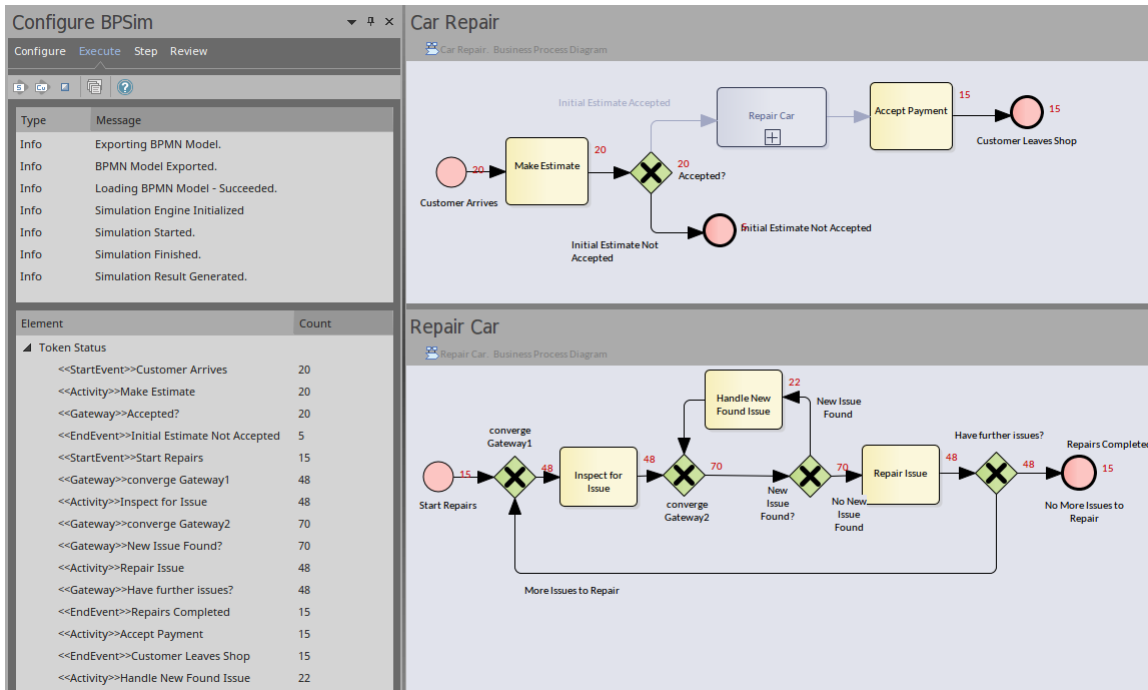 Configure BPSim
Configure Execute Step Review
Type Message
Info Exporting BPMN Model.
Info BPMN Model Exported.
Info Loading BPMN Model - Succeeded.
Info Simulation Engine Initialized
Info Simulation Started.
Info Simulation Finished.
Info Simulation Result Generated.
Element Count
Token Status
<<StartEvent>>Customer Arrives 20
<<Activity>>Make Estimate 20
<<Gateway>>Accepted? 20
<<EndEvent>>Initial Estimate Not Accepted 5
<<StartEvent>>Start Repairs 15
<<Gateway>>converge Gateway1 48
<<Activity>>Inspect for Issue 48
<<Gateway>>converge Gateway2 70
<<Gateway>>New Issue Found? 70
<<Activity>>Repair Issue 48
<<Gateway>>Have further issues? 48
<<EndEvent>>Repairs Completed 15
<<Activity>>Accept Payment 15
<<EndEvent>>Customer Leaves Shop 15
<<Activity>>Handle New Found Issue 22
Car Repair
Car Repair. Business Process Diagram
Initial Estimate Accepted
Repair Car
Accept Payment
15
15
Customer Leaves Shop
20
Make Estimate
20
20
Accepted?
Customer Arrives
5
Initial Estimate Not Accepted
Initial Estimate Not
Accepted
Repair Car
Repair Car. Business Process Diagram
Handle New
Found Issue
22
New Issue
Found
converge
Gateway1
Have further issues?
Repairs Completed
15
48
Inspect for
Issue
48
70
70
Repair Issue
48
48
15
Start Repairs
converge
Gateway2
New
Issue
Found?
No New
Issue
Found
No More Issues to
Repair
More Issues to Repair